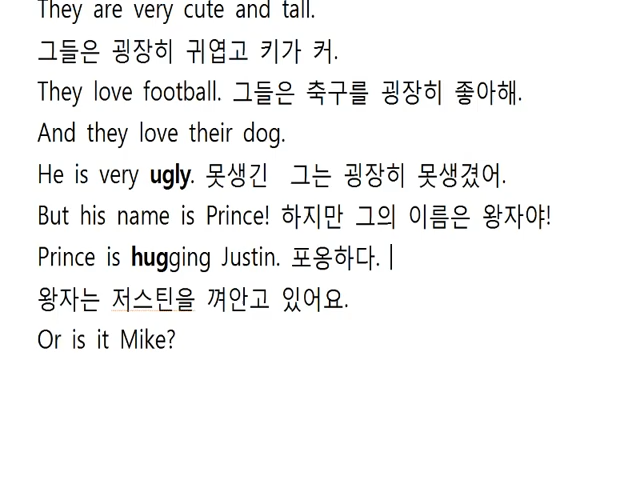 They are very cute and tall.
그들은 굉장히 귀엽고 키가 커.
They love football. 그들은 축구를 굉장히 좋아해.
And they love their dog.
He is very ugly. 못생긴 그는 굉장히 못생겼어.
But his name is Prince! 하지만 그의 이름은 왕자야!
Prince is hugging Justin. 포옹하다.
왕자는 저스틴을 껴안고 있어요.
Or is it Mike?